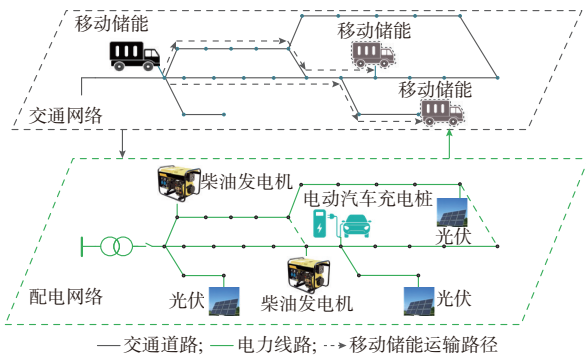 移动储能
移动储能
移动储能
交通网络
柴油发电机
电动汽车充电桩
光伏
配电网络
光伏
柴油发电机
光伏
交通道路; 电力线路; 移动储能运输路径